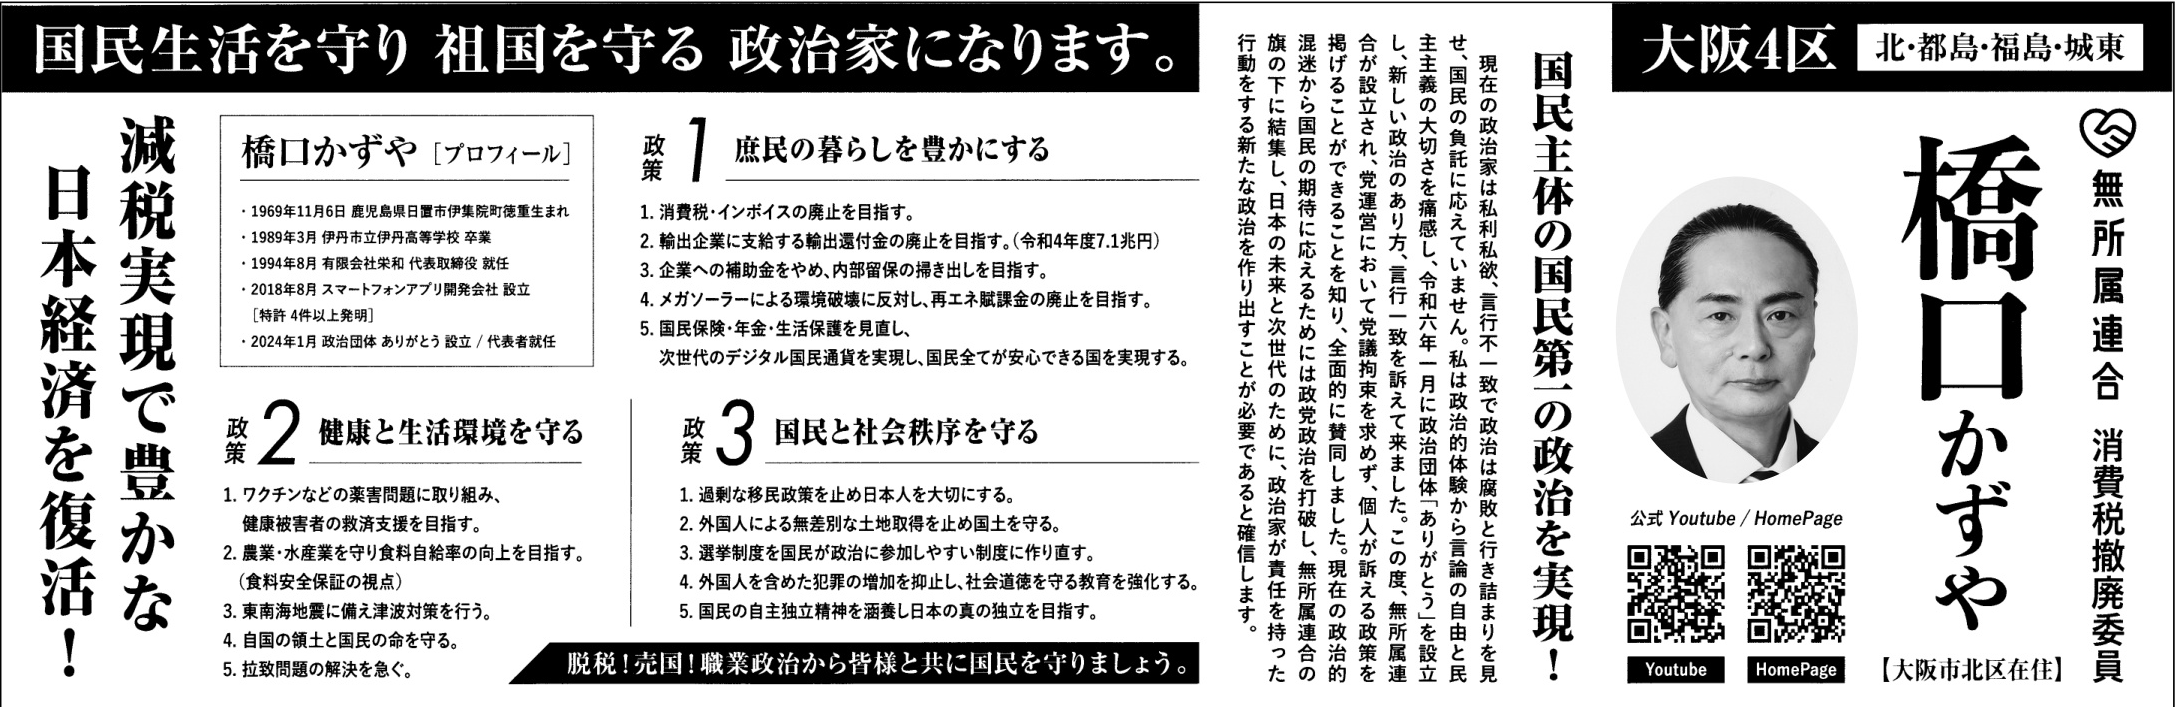 大阪4区
北・都島・福島・城東
無所属連合 消費税撤廃委員
橋口かずや
【大阪市北区在住】
公式 Youtube / HomePage
Youtube
HomePage
国民主体の国民第一の政治を実現！
現在の政治家は私利私欲、言行不一致で政治は腐敗と行き詰まりを見
せ、国民の負託に応えていません。私は政治的体験から言論の自由と民
主主義の大切さを痛感し、令和六年一月に政治団体「ありがとう」を設立
し、新しい政治のあり方、言行一致を訴えて来ました。この度、無所属連
合が設立され、党運営において党議拘束を求めず、個人が訴える政策を
掲げることができることを知り、全面的に賛同しました。現在の政治的
混迷から国民の期待に応えるためには政党政治を打破し、無所属連合の
旗の下に結集し、日本の未来と次世代のために、政治家が責任を持った
行動をする新たな政治を作り出すことが必要であると確信します。
国民生活を守り 祖国を守る 政治家になります。
減税実現で豊かな
日本経済を復活！
橋口かずや［プロフィール］
・1969年11月6日 鹿児島県日置市伊集院町徳重生まれ
・1989年3月 伊丹市立伊丹高等学校 卒業
・1994年8月 有限会社栄和 代表取締役 就任
・2018年8月 スマートフォンアプリ開発会社 設立
［特許 4件以上発明］
・2024年1月 政治団体 ありがとう 設立 / 代表者就任
政策1 庶民の暮らしを豊かにする
1. 消費税・インボイスの廃止を目指す。
2. 輸出企業に支給する輸出還付金の廃止を目指す。（令和4年度7.1兆円）
3. 企業への補助金をやめ、内部留保の掃き出しを目指す。
4. メガソーラーによる環境破壊に反対し、再エネ賦課金の廃止を目指す。
5. 国民保険・年金・生活保護を見直し、
次世代のデジタル国民通貨を実現し、国民全てが安心できる国を実現する。
政策2 健康と生活環境を守る
1. ワクチンなどの薬害問題に取り組み、
健康被害者の救済支援を目指す。
2. 農業・水産業を守り食料自給率の向上を目指す。
（食料安全保証の視点）
3. 東南海地震に備え津波対策を行う。
4. 自国の領土と国民の命を守る。
5. 拉致問題の解決を急ぐ。
政策3 国民と社会秩序を守る
1. 過剰な移民政策を止め日本人を大切にする。
2. 外国人による無差別な土地取得を止め国土を守る。
3. 選挙制度を国民が政治に参加しやすい制度に作り直す。
4. 外国人を含めた犯罪の増加を抑止し、社会道徳を守る教育を強化する。
5. 国民の自主独立精神を涵養し日本の真の独立を目指す。
脱税！売国！職業政治から皆様と共に国民を守りましょう。